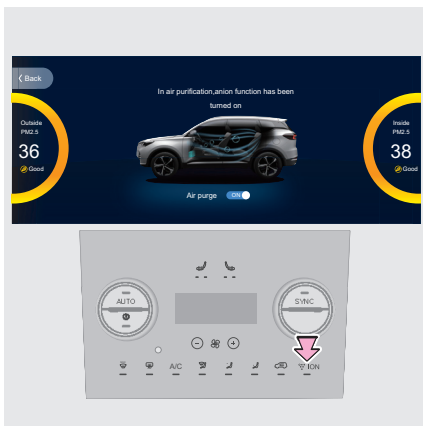 Back
In air purification,anion function has been
turned on
Outside
PM2.5
36
Good
Inside
PM2.5
38
Good
Air purge ON
AUTO
SYNC
A/C
ION